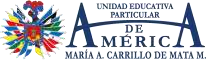 UNIDAD EDUCATIVA
PARTICULAR
DE
AMÉRICA
MARÍA A. CARRILLO DE MATA M.